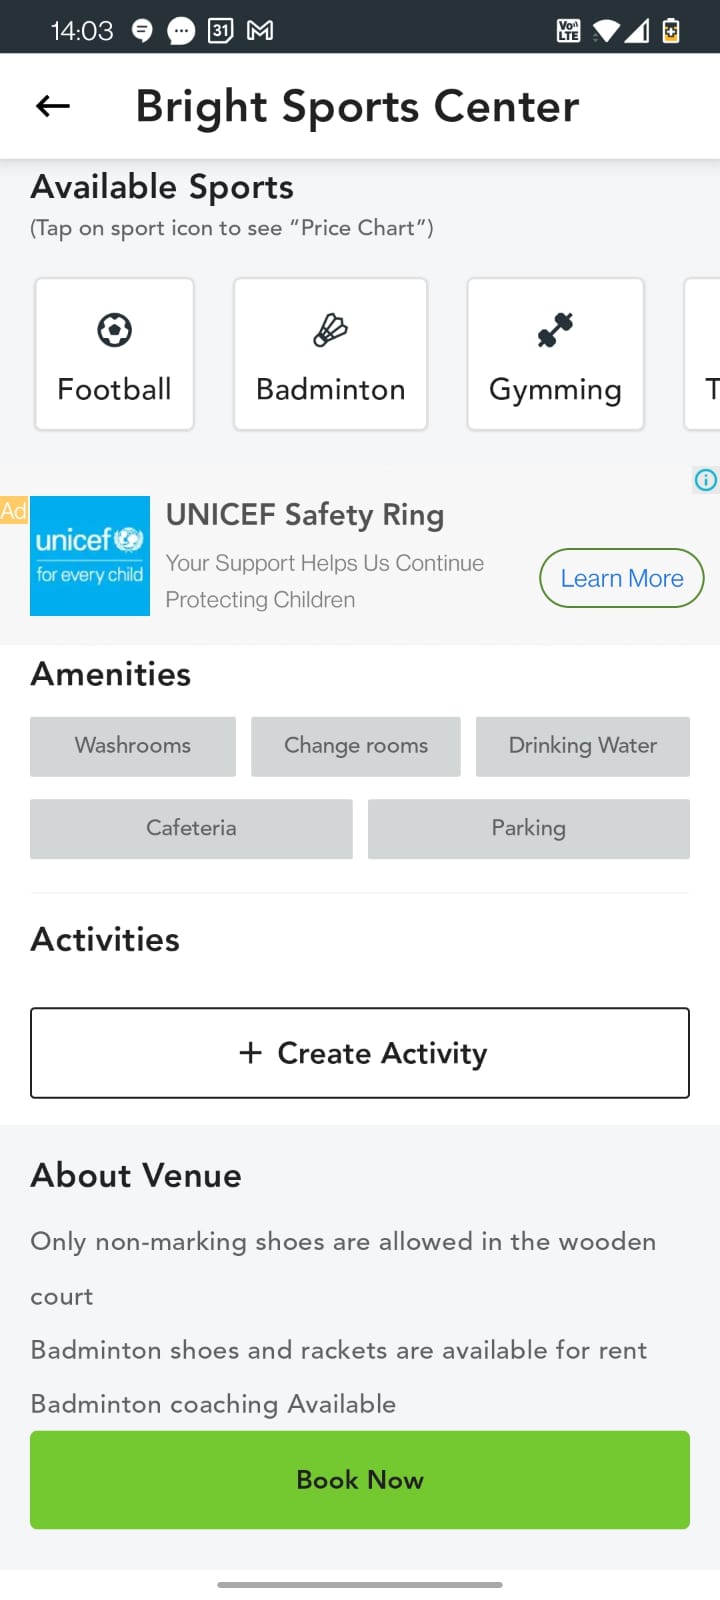 14:03
31
Vo))
LTE
Bright Sports Center
Available Sports
(Tap on sport icon to see “Price Chart”)
Football
Badminton
Gymming
T
Ad
unicef
for every child
UNICEF Safety Ring
Your Support Helps Us Continue
Protecting Children
Learn More
Amenities
Washrooms
Change rooms
Drinking Water
Cafeteria
Parking
Activities
+ Create Activity
About Venue
Only non-marking shoes are allowed in the wooden
court
Badminton shoes and rackets are available for rent
Badminton coaching Available
Book Now